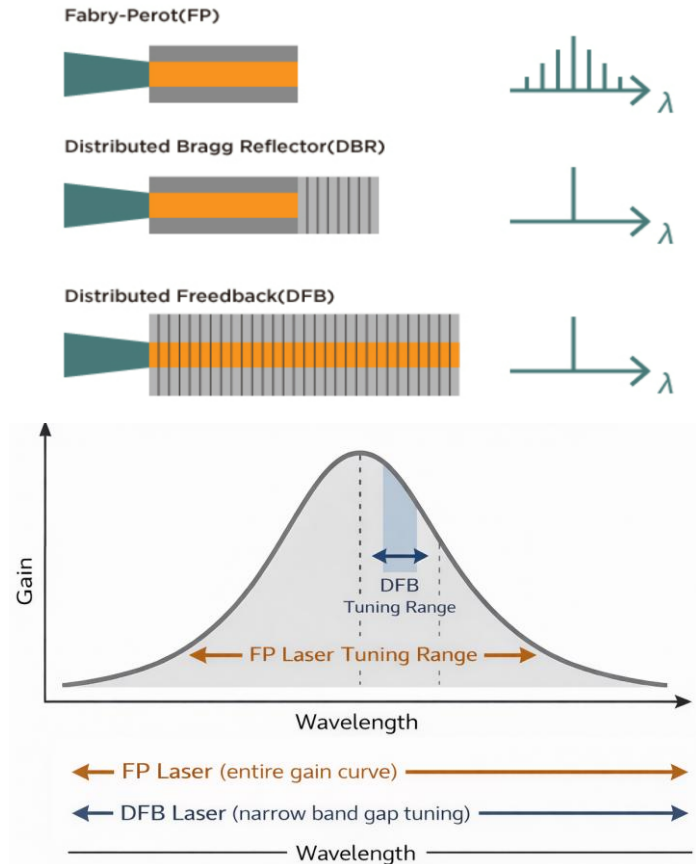 Fabry-Perot(FP)
λ
Distributed Bragg Reflector(DBR)
λ
Distributed Freedback(DFB)
λ
Gain
DFB
Tuning Range
FP Laser Tuning Range
Wavelength
FP Laser (entire gain curve)
DFB Laser (narrow band gap tuning)
Wavelength